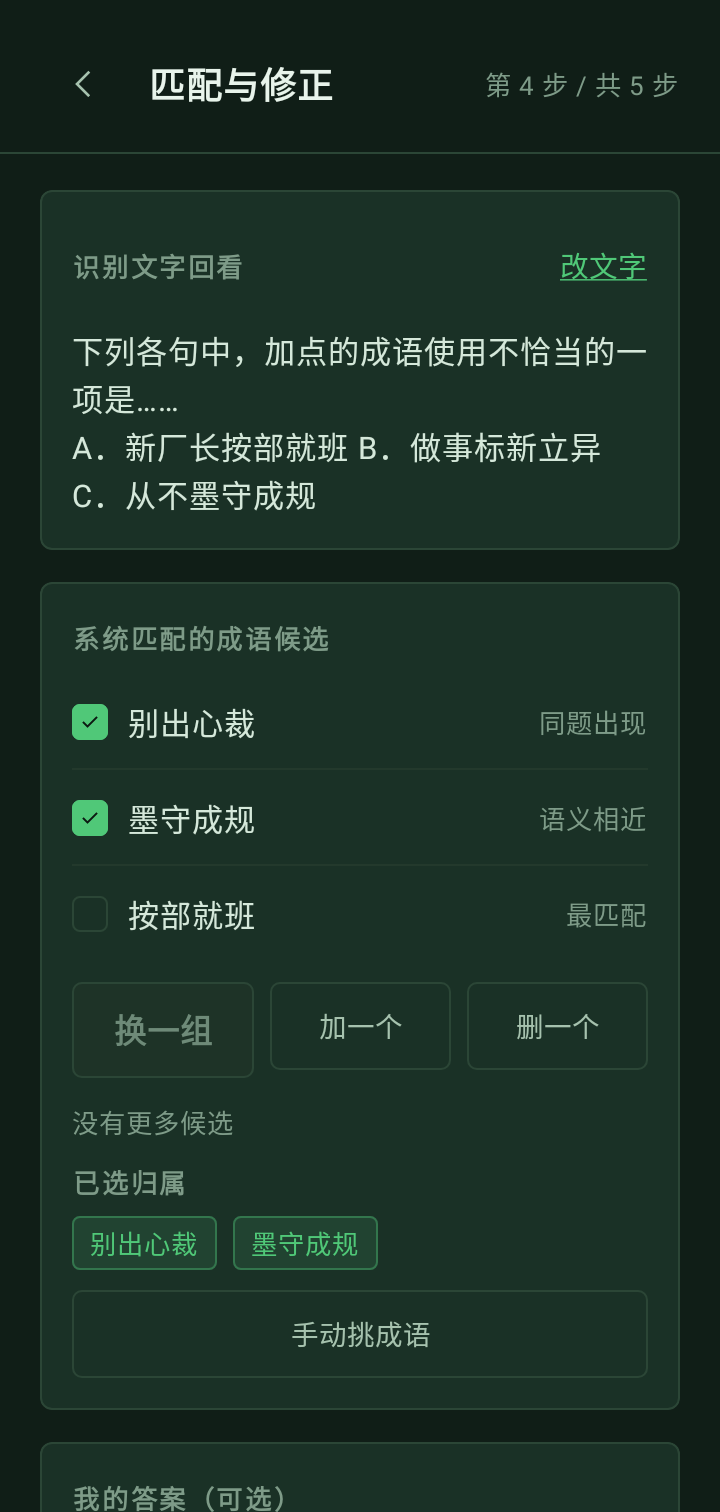 匹配与修正
第 4 步 / 共 5 步
识别文字回看
改文字
下列各句中，加点的成语使用不恰当的一
项是……
A．新厂长按部就班 B．做事标新立异
C．从不墨守成规
系统匹配的成语候选
别出心裁
同题出现
墨守成规
语义相近
按部就班
最匹配
换一组
加一个
删一个
没有更多候选
已选归属
别出心裁
墨守成规
手动挑成语
我的答案（可选）